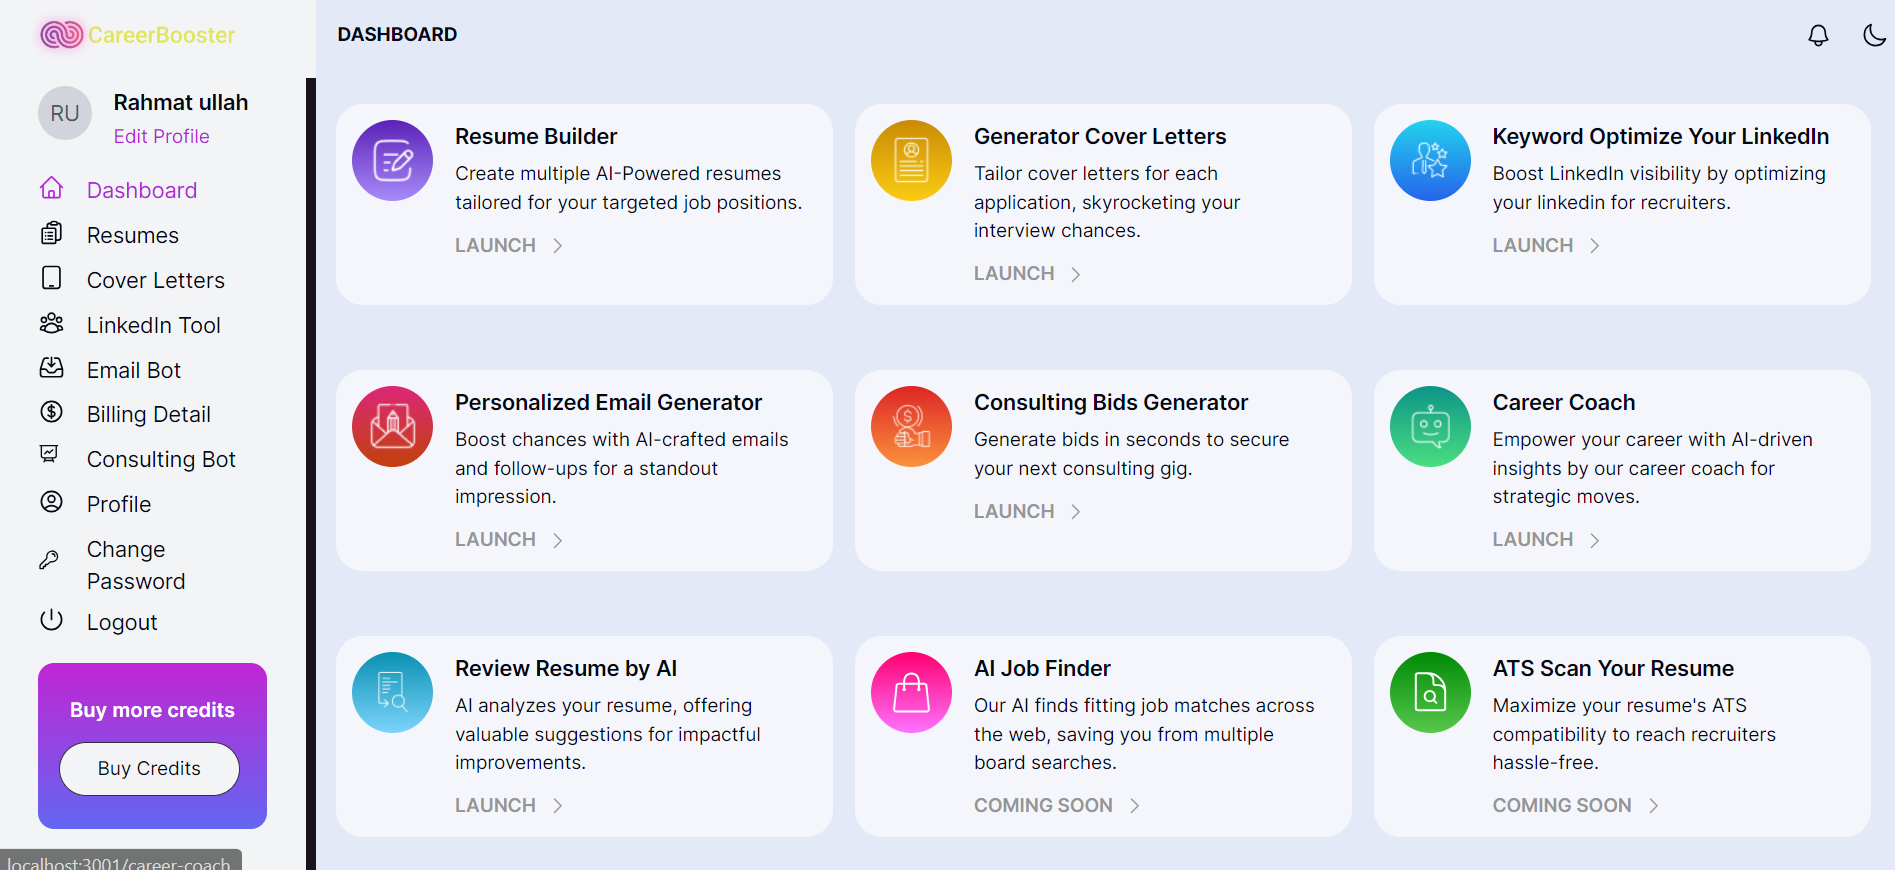 CareerBooster
RU
Rahmat ullah
Edit Profile
Dashboard
Resumes
Cover Letters
LinkedIn Tool
Email Bot
Billing Detail
Consulting Bot
Profile
Change
Password
Logout
Buy more credits
Buy Credits
localhost:3001/career-coach
DASHBOARD
Resume Builder
Create multiple AI-Powered resumes
tailored for your targeted job positions.
LAUNCH
Generator Cover Letters
Tailor cover letters for each
application, skyrocketing your
interview chances.
LAUNCH
Keyword Optimize Your LinkedIn
Boost LinkedIn visibility by optimizing
your linkedin for recruiters.
LAUNCH
Personalized Email Generator
Boost chances with AI-crafted emails
and follow-ups for a standout
impression.
LAUNCH
Consulting Bids Generator
Generate bids in seconds to secure
your next consulting gig.
LAUNCH
Career Coach
Empower your career with AI-driven
insights by our career coach for
strategic moves.
LAUNCH
Review Resume by AI
AI analyzes your resume, offering
valuable suggestions for impactful
improvements.
LAUNCH
AI Job Finder
Our AI finds fitting job matches across
the web, saving you from multiple
board searches.
COMING SOON
ATS Scan Your Resume
Maximize your resume's ATS
compatibility to reach recruiters
hassle-free.
COMING SOON